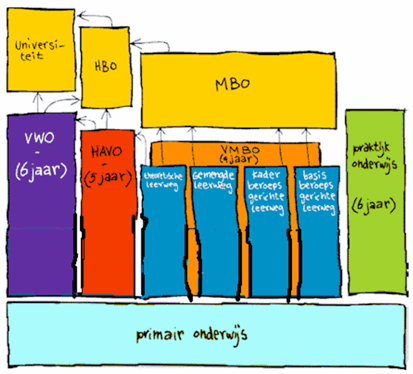 Universi-
teit
HBO
MBO
VWO
-
(6 jaar)
HAVO
-
(5 jaar)
VMBO
(4 jaar)
theoretische
leerweg
Gemengde
leerweg
kader
beroeps
gerichte
leerweg
basis
beroeps
gerichte
leerweg
praktijk
onderwijs
(6 jaar)
primair onderwijs